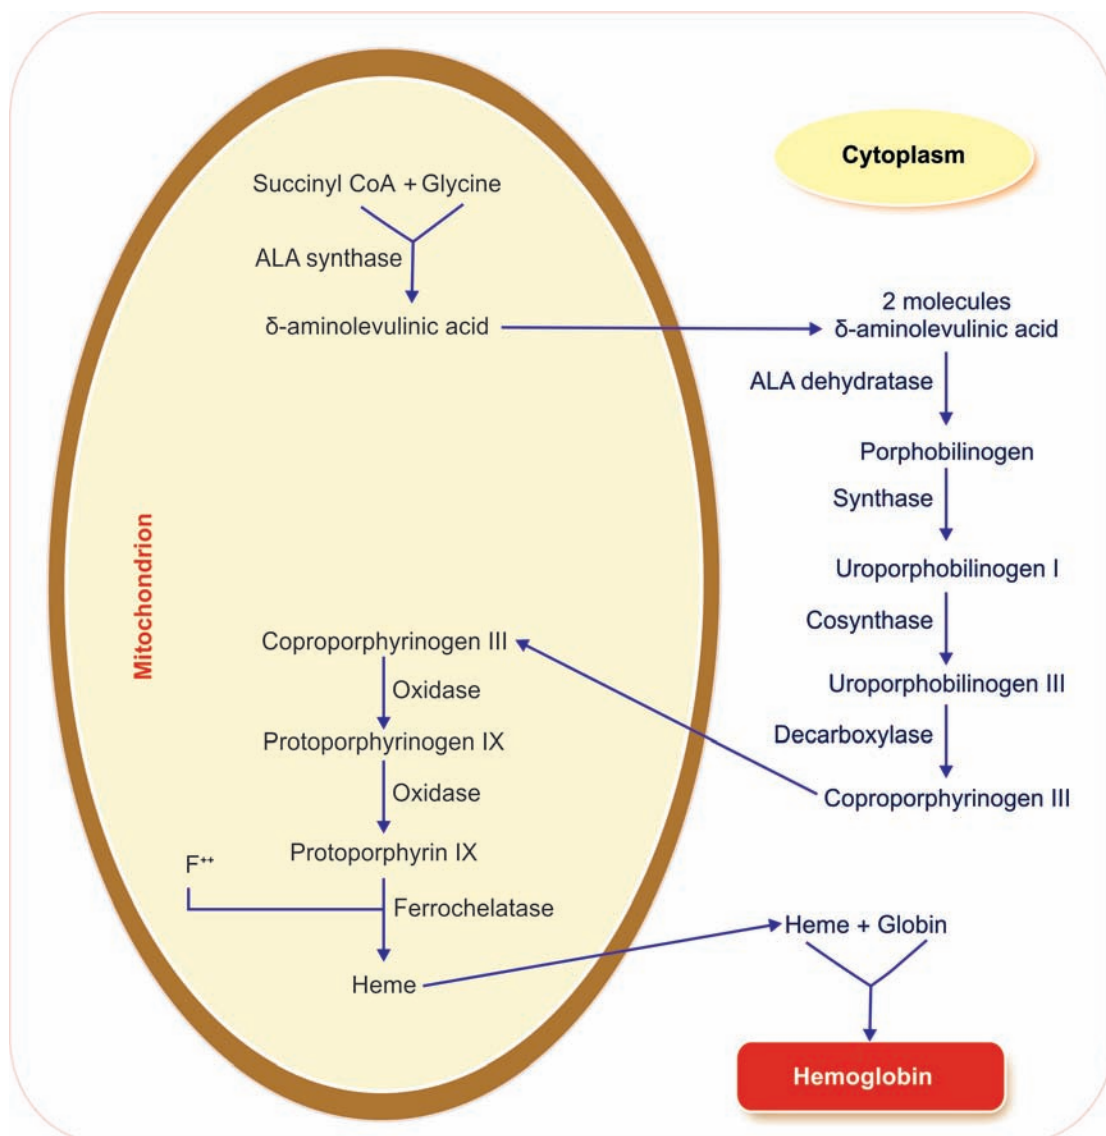 Cytoplasm
Succinyl CoA + Glycine
ALA synthase
δ-aminolevulinic acid
2 molecules
δ-aminolevulinic acid
ALA dehydratase
Porphobilinogen
Synthase
Uroporphobilinogen I
Cosynthase
Uroporphobilinogen III
Decarboxylase
Coproporphyrinogen III
Mitochondrion
Coproporphyrinogen III
Oxidase
Protoporphyrinogen IX
Oxidase
Protoporphyrin IX
F⁺⁺
Ferrochelatase
Heme
Heme + Globin
Hemoglobin